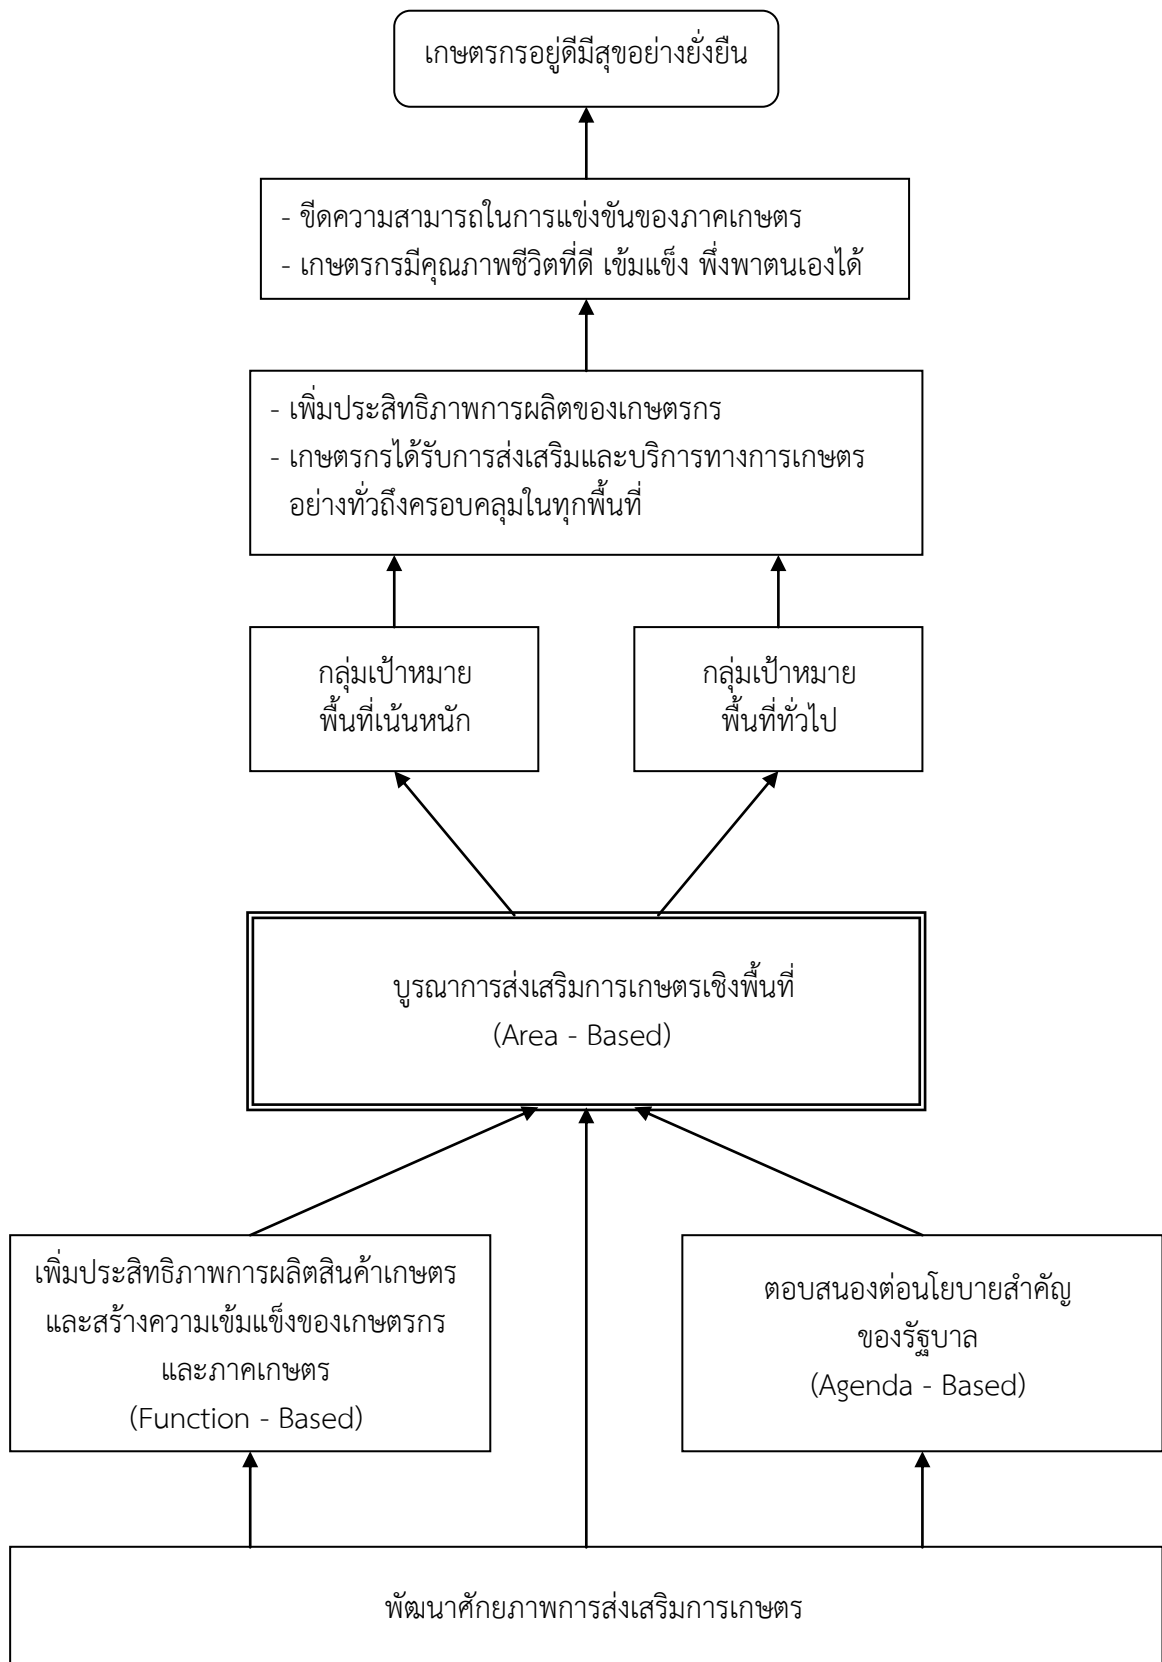 เกษตรกรอยู่ดีมีสุขอย่างยั่งยืน
- ขีดความสามารถในการแข่งขันของภาคเกษตร
- เกษตรกรมีคุณภาพชีวิตที่ดี เข้มแข็ง พึ่งพาตนเองได้
- เพิ่มประสิทธิภาพการผลิตของเกษตรกร
- เกษตรกรได้รับการส่งเสริมและบริการทางการเกษตร
อย่างทั่วถึงครอบคลุมในทุกพื้นที่
กลุ่มเป้าหมาย
พื้นที่เน้นหนัก
กลุ่มเป้าหมาย
พื้นที่ทั่วไป
บูรณาการส่งเสริมการเกษตรเชิงพื้นที่
(Area - Based)
เพิ่มประสิทธิภาพการผลิตสินค้าเกษตร
และสร้างความเข้มแข็งของเกษตรกร
และภาคเกษตร
(Function - Based)
ตอบสนองต่อนโยบายสำคัญ
ของรัฐบาล
(Agenda - Based)
พัฒนาศักยภาพการส่งเสริมการเกษตร